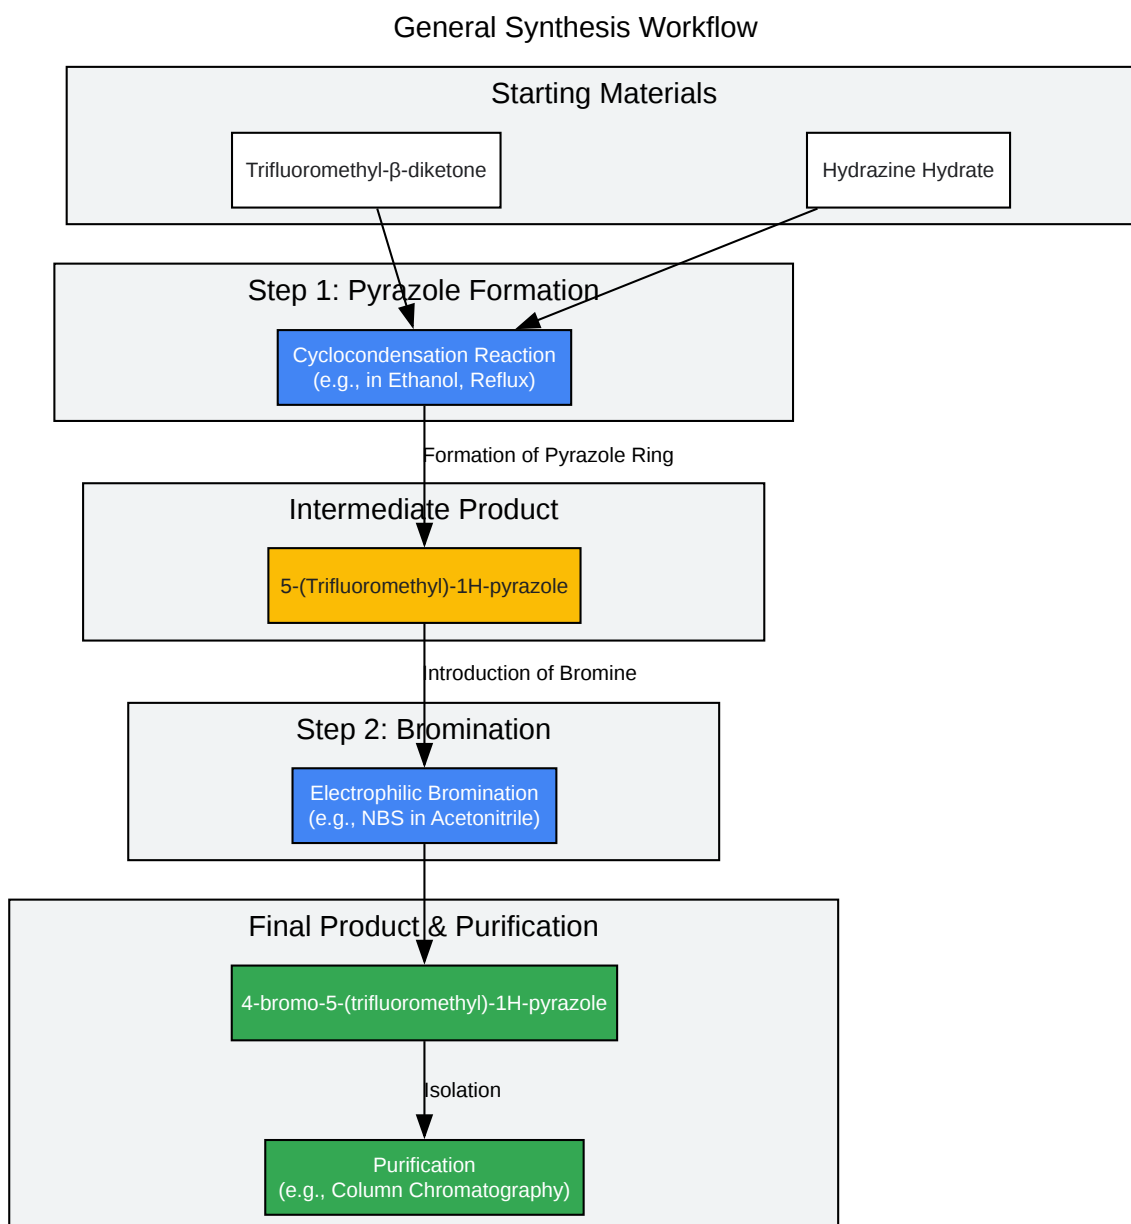 General Synthesis Workflow
Starting Materials
Trifluoromethyl-β-diketone
Hydrazine Hydrate
Step 1: Pyrazole Formation
Cyclocondensation Reaction
(e.g., in Ethanol, Reflux)
Formation of Pyrazole Ring
Intermediate Product
5-(Trifluoromethyl)-1H-pyrazole
Introduction of Bromine
Step 2: Bromination
Electrophilic Bromination
(e.g., NBS in Acetonitrile)
Final Product & Purification
4-bromo-5-(trifluoromethyl)-1H-pyrazole
Isolation
Purification
(e.g., Column Chromatography)